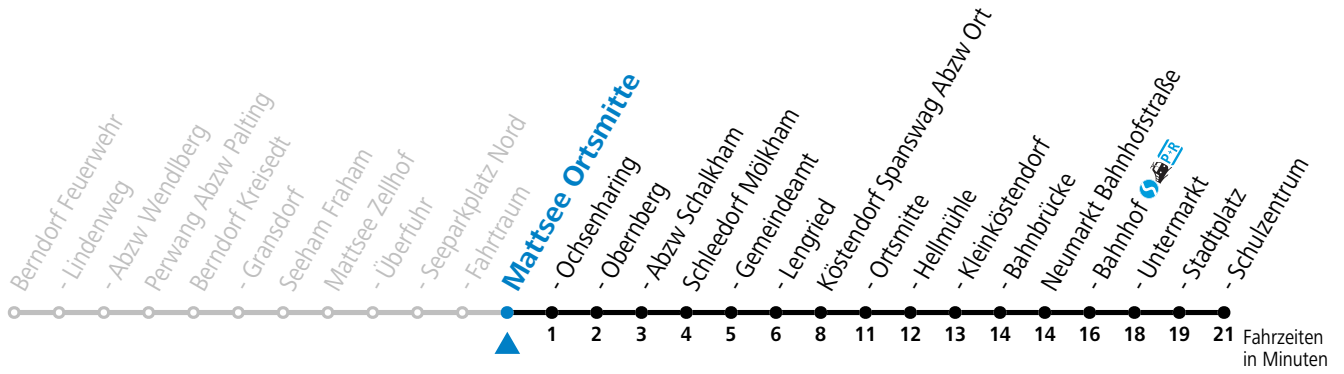 Berndorf Feuerwehr
- Lindenweg
- Abzw Wendlberg
Perwang Abzw Palting
Berndorf Kreisedt
- Gransdorf
Seeham Fraham
Mattsee Zellhof
- Überfuhr
- Seeparkplatz Nord
- Fahrtraum
Mattsee Ortsmitte
- Ochsenharing
- Obernberg
- Abzw Schalkham
Schleedorf Mölkham
- Gemeindeamt
- Lengried
Köstendorf Spanswag Abzw Ort
- Ortsmitte
- Hellmühle
- Kleinköstendorf
- Bahnbrücke
Neumarkt Bahnhofstraße
- Bahnhof S P+R
- Untermarkt
- Stadtplatz
- Schulzentrum
1 2 3 4 5 6 8 11 12 13 14 14 16 18 19 21 Fahrzeiten
in Minuten